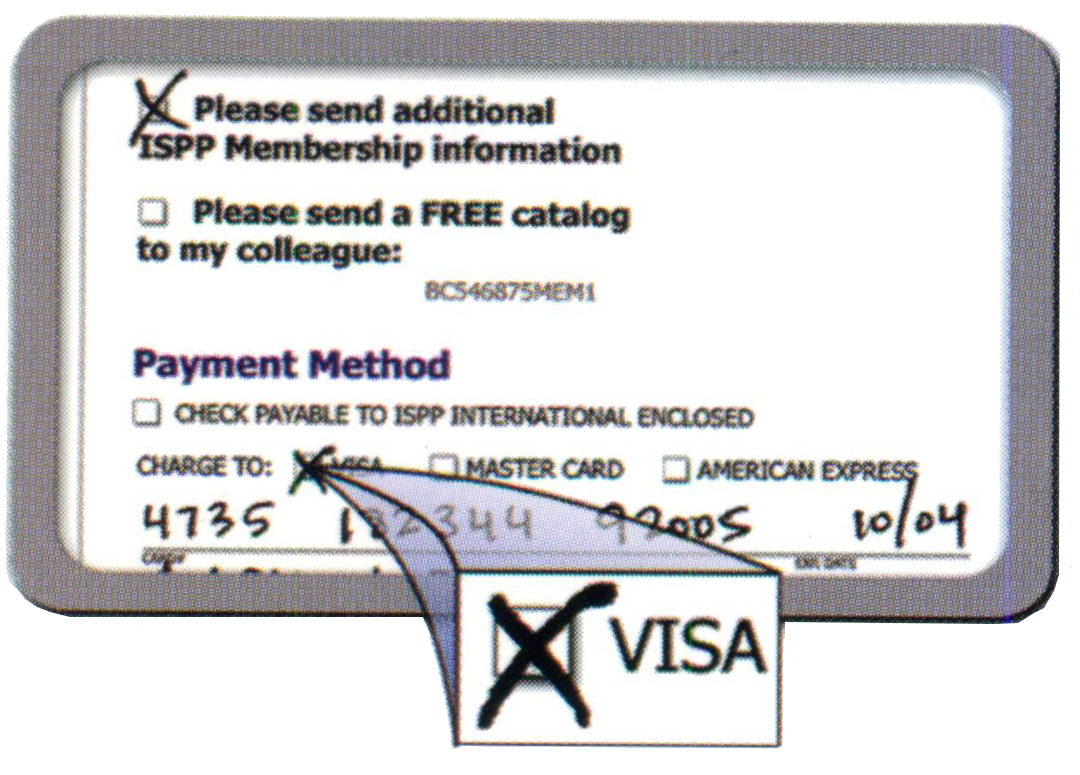 Please send additional
ISPP Membership information
Please send a FREE catalog
to my colleague:
BC546875MEM1
Payment Method
CHECK PAYABLE TO ISPP INTERNATIONAL ENCLOSED
CHARGE TO: VISA MASTER CARD AMERICAN EXPRESS
4735 182344 92005 10/04
CARD# EXP. DATE
VISA